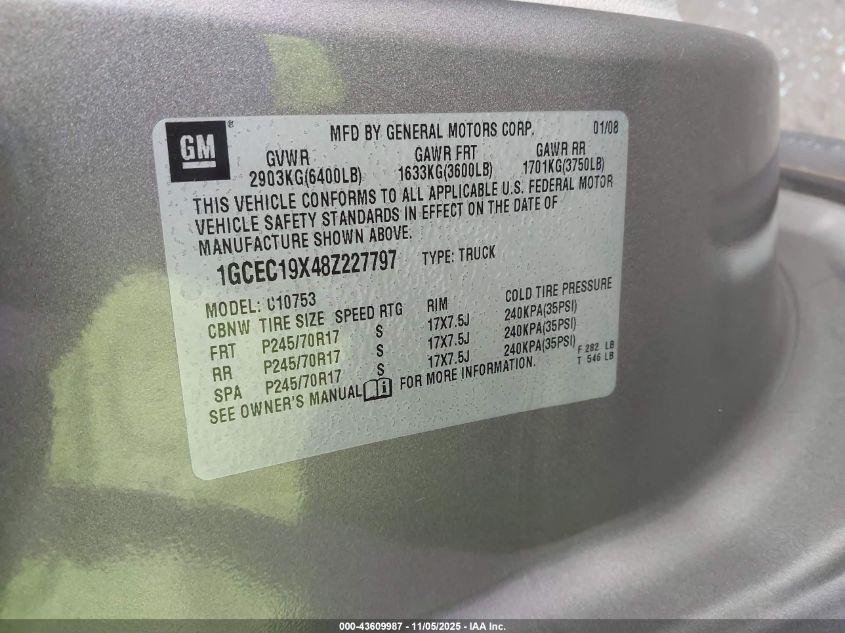 GM
MFD BY GENERAL MOTORS CORP. 01/08
GVWR GAWR FRT GAWR RR
2903KG(6400LB) 1633KG(3600LB) 1701KG(3750LB)
THIS VEHICLE CONFORMS TO ALL APPLICABLE U.S. FEDERAL MOTOR
VEHICLE SAFETY STANDARDS IN EFFECT ON THE DATE OF
MANUFACTURE SHOWN ABOVE.
1GCEC19X48Z227797 TYPE: TRUCK
MODEL: C10753
CBNW TIRE SIZE SPEED RTG RIM COLD TIRE PRESSURE
FRT P245/70R17 S 17X7.5J 240KPA(35PSI)
RR P245/70R17 S 17X7.5J 240KPA(35PSI)
SPA P245/70R17 S 17X7.5J 240KPA(35PSI) F 282 LB
T 546 LB
SEE OWNER'S MANUAL FOR MORE INFORMATION.
000-43609987 - 11/05/2025 - IAA Inc.